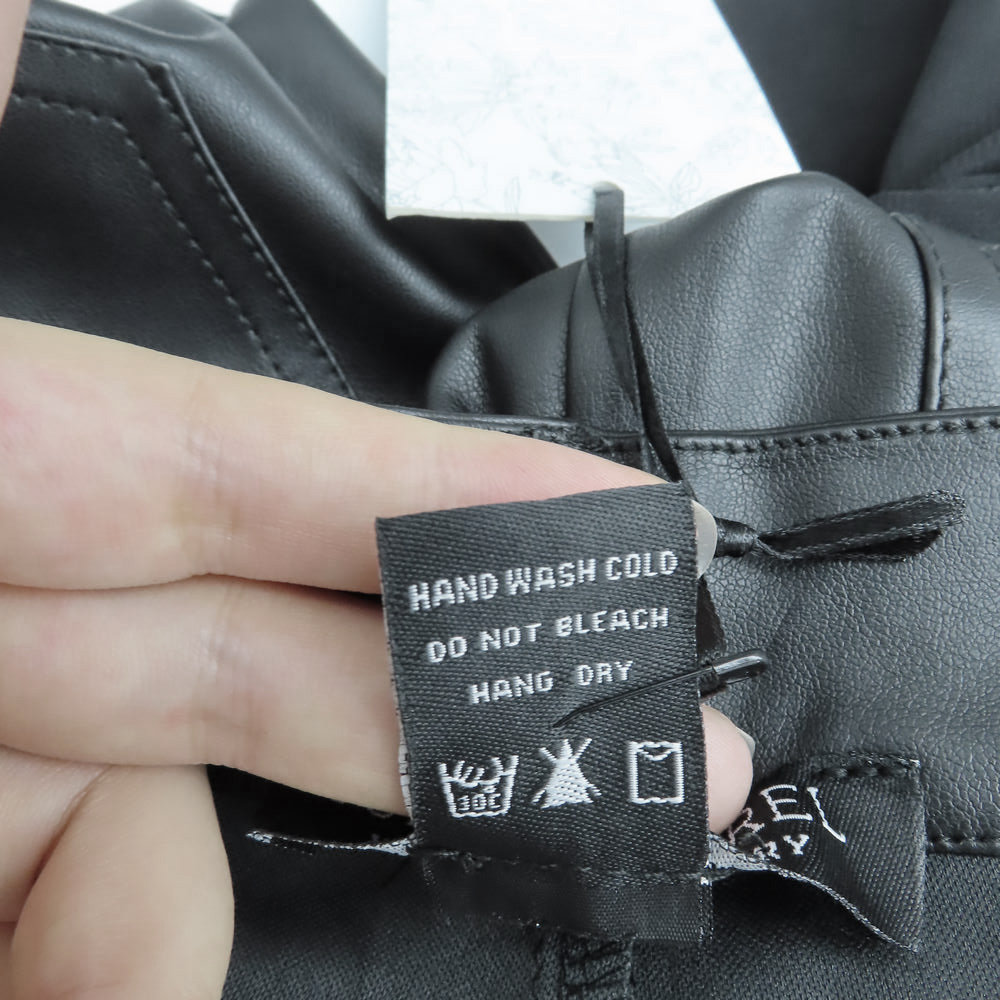 HAND WASH COLD
DO NOT BLEACH
HANG DRY
30C